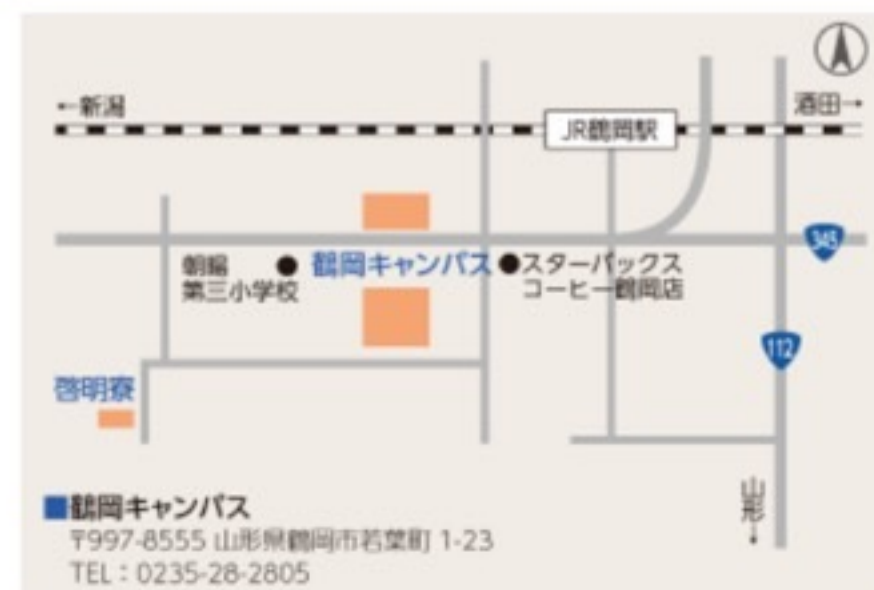 ←新潟
酒田→
JR鶴岡駅
345
朝暘
第三小学校
鶴岡キャンパス
スターバックス
コーヒー鶴岡店
112
啓明寮
山形→
■鶴岡キャンパス
〒997-8555 山形県鶴岡市若葉町 1-23
TEL：0235-28-2805